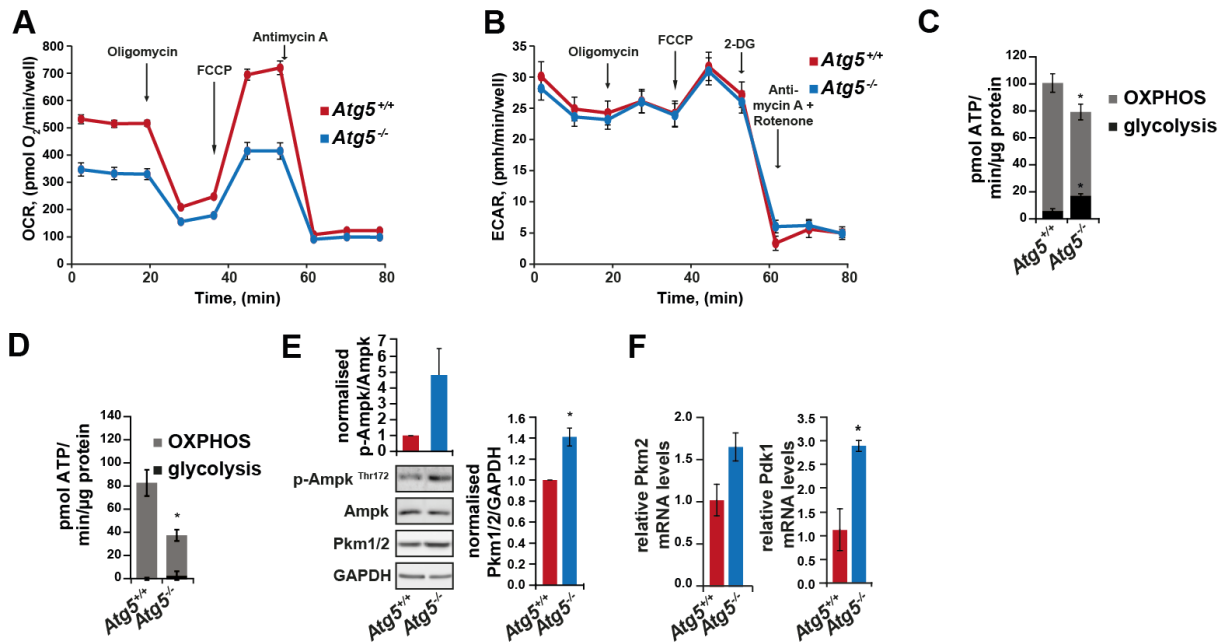 A
OCR, (pmol O2/min/well)
800
700
600
500
400
300
200
100
0
Oligomycin
FCCP
Antimycin A
Atg5+/+
Atg5-/-
0 20 40 60 80
Time, (min)
B
ECAR, (pmh/min/well)
35
30
25
20
15
10
5
0
Oligomycin
FCCP
2-DG
Anti-
mycin A +
Rotenone
Atg5+/+
Atg5-/-
0 20 40 60 80
Time, (min)
C
pmol ATP/
min/µg protein
120
100
80
60
40
20
0
*
*
OXPHOS
glycolysis
Atg5+/+
Atg5-/-
D
pmol ATP/
min/µg protein
120
100
80
60
40
20
0
*
OXPHOS
glycolysis
Atg5+/+
Atg5-/-
E
normalised
p-Ampk/Ampk
7
6
5
4
3
2
1
0
p-Ampk Thr172
Ampk
Pkm1/2
GAPDH
Atg5+/+
Atg5-/-
normalised
Pkm1/2/GAPDH
1.6
1.4
1.2
1.0
0.8
0.6
0.4
0.2
0.0
*
Atg5+/+
Atg5-/-
F
relative Pkm2
mRNA levels
2.0
1.5
1.0
0.5
0.0
Atg5+/+
Atg5-/-
relative Pdk1
mRNA levels
3.5
3.0
2.5
2.0
1.5
1.0
0.5
0.0
*
Atg5+/+
Atg5-/-